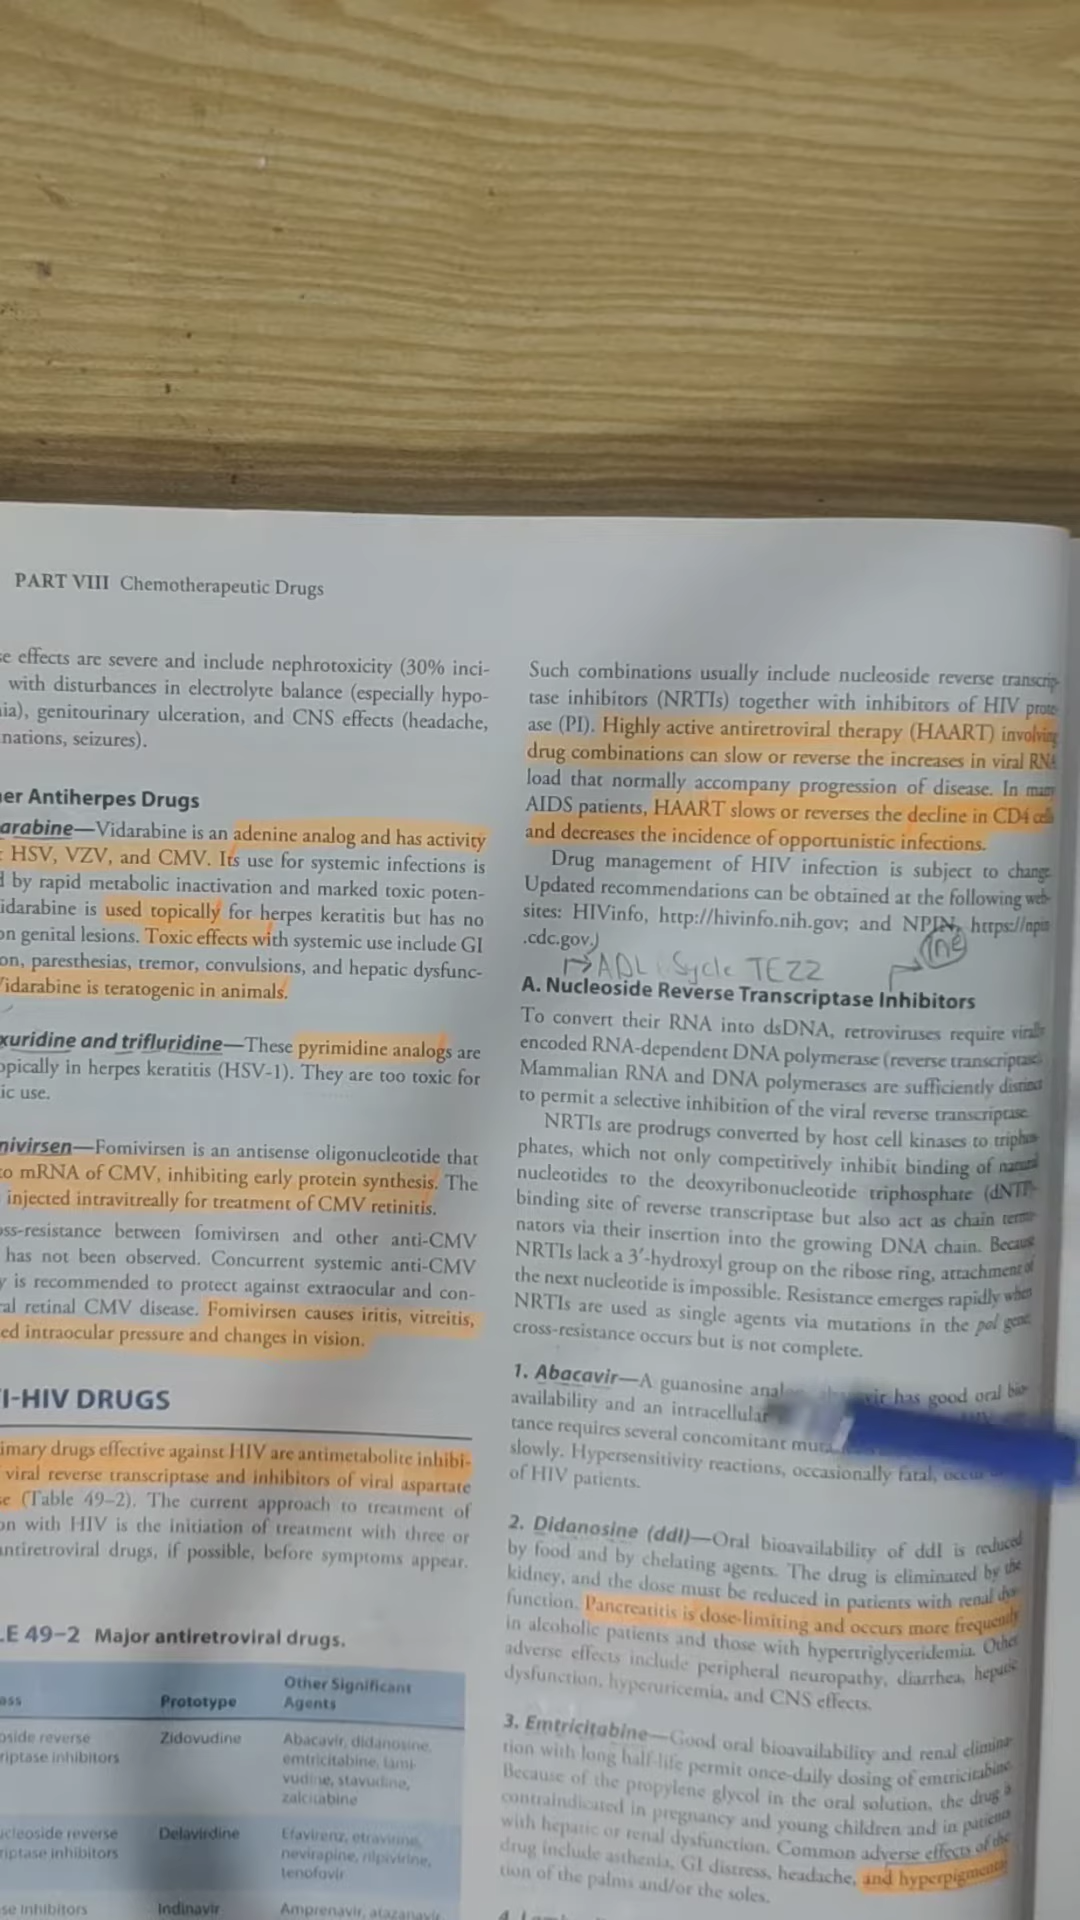 PART VIII Chemotherapeutic Drugs
effects are severe and include nephrotoxicity (30% inci-
with disturbances in electrolyte balance (especially hypo-
genitourinary ulceration, and CNS effects (headache,
nations, seizures).
er Antiherpes Drugs
arabine—Vidarabine is an adenine analog and has activity
HSV, VZV, and CMV. Its use for systemic infections is
by rapid metabolic inactivation and marked toxic poten-
idarabine is used topically for herpes keratitis but has no
on genital lesions. Toxic effects with systemic use include GI
on, paresthesias, tremor, convulsions, and hepatic dysfunc-
Vidarabine is teratogenic in animals.
xuridine and trifluridine—These pyrimidine analogs are
opically in herpes keratitis (HSV-1). They are too toxic for
ic use.
nivirsen—Fomivirsen is an antisense oligonucleotide that
to mRNA of CMV, inhibiting early protein synthesis. The
injected intravitreally for treatment of CMV retinitis.
oss-resistance between fomivirsen and other anti-CMV
has not been observed. Concurrent systemic anti-CMV
y is recommended to protect against extraocular and con-
al retinal CMV disease. Fomivirsen causes iritis, vitreitis,
ed intraocular pressure and changes in vision.
I-HIV DRUGS
imary drugs effective against HIV are antimetabolite inhibi-
viral reverse transcriptase and inhibitors of viral aspartate
se (Table 49–2). The current approach to treatment of
on with HIV is the initiation of treatment with three or
antiretroviral drugs, if possible, before symptoms appear.
LE 49–2 Major antiretroviral drugs.
ass Prototype Other Significant
Agents
oside reverse Zidovudine Abacavir, didanosine,
riptase inhibitors emtricitabine, lami-
vudine, stavudine,
zalcitabine
ucleoside reverse Delavirdine Efavirenz, etravirine,
riptase inhibitors nevirapine, rilpivirine,
tenofovir
se inhibitors Indinavir Amprenavir, atazanavir,
Such combinations usually include nucleoside reverse transcrip-
tase inhibitors (NRTIs) together with inhibitors of HIV prote-
ase (PI). Highly active antiretroviral therapy (HAART) involving
drug combinations can slow or reverse the increases in viral RNA
load that normally accompany progression of disease. In many
AIDS patients, HAART slows or reverses the decline in CD4 cells
and decreases the incidence of opportunistic infections.
Drug management of HIV infection is subject to change.
Updated recommendations can be obtained at the following web-
sites: HIVinfo, http://hivinfo.nih.gov; and NPIN, https://npin
.cdc.gov.
ine
→ADL Sycle TEZZ
A. Nucleoside Reverse Transcriptase Inhibitors
To convert their RNA into dsDNA, retroviruses require virally
encoded RNA-dependent DNA polymerase (reverse transcriptase).
Mammalian RNA and DNA polymerases are sufficiently distinct
to permit a selective inhibition of the viral reverse transcriptase.
NRTIs are prodrugs converted by host cell kinases to triphos-
phates, which not only competitively inhibit binding of natural
nucleotides to the deoxyribonucleotide triphosphate (dNTP)-
binding site of reverse transcriptase but also act as chain termi-
nators via their insertion into the growing DNA chain. Because
NRTIs lack a 3′-hydroxyl group on the ribose ring, attachment of
the next nucleotide is impossible. Resistance emerges rapidly when
NRTIs are used as single agents via mutations in the pol gene;
cross-resistance occurs but is not complete.
1. Abacavir—A guanosine has good oral bio-
availability and an intracellular
tance requires several concomitant
slowly. Hypersensitivity reactions, occasionally fatal,
of HIV patients.
2. Didanosine (ddI)—Oral bioavailability of ddI is reduced
by food and by chelating agents. The drug is eliminated by the
kidney, and the dose must be reduced in patients with renal dys-
function. Pancreatitis is dose-limiting and occurs more frequently
in alcoholic patients and those with hypertriglyceridemia. Other
adverse effects include peripheral neuropathy, diarrhea, hepatic
dysfunction, hyperuricemia, and CNS effects.
3. Emtricitabine—Good oral bioavailability and renal elimina-
tion with long half-life permit once-daily dosing of emtricitabine.
Because of the propylene glycol in the oral solution, the drug is
contraindicated in pregnancy and young children and in patients
with hepatic or renal dysfunction. Common adverse effects of the
drug include asthenia, GI distress, headache, and hyperpigmenta-
tion of the palms and/or the soles.